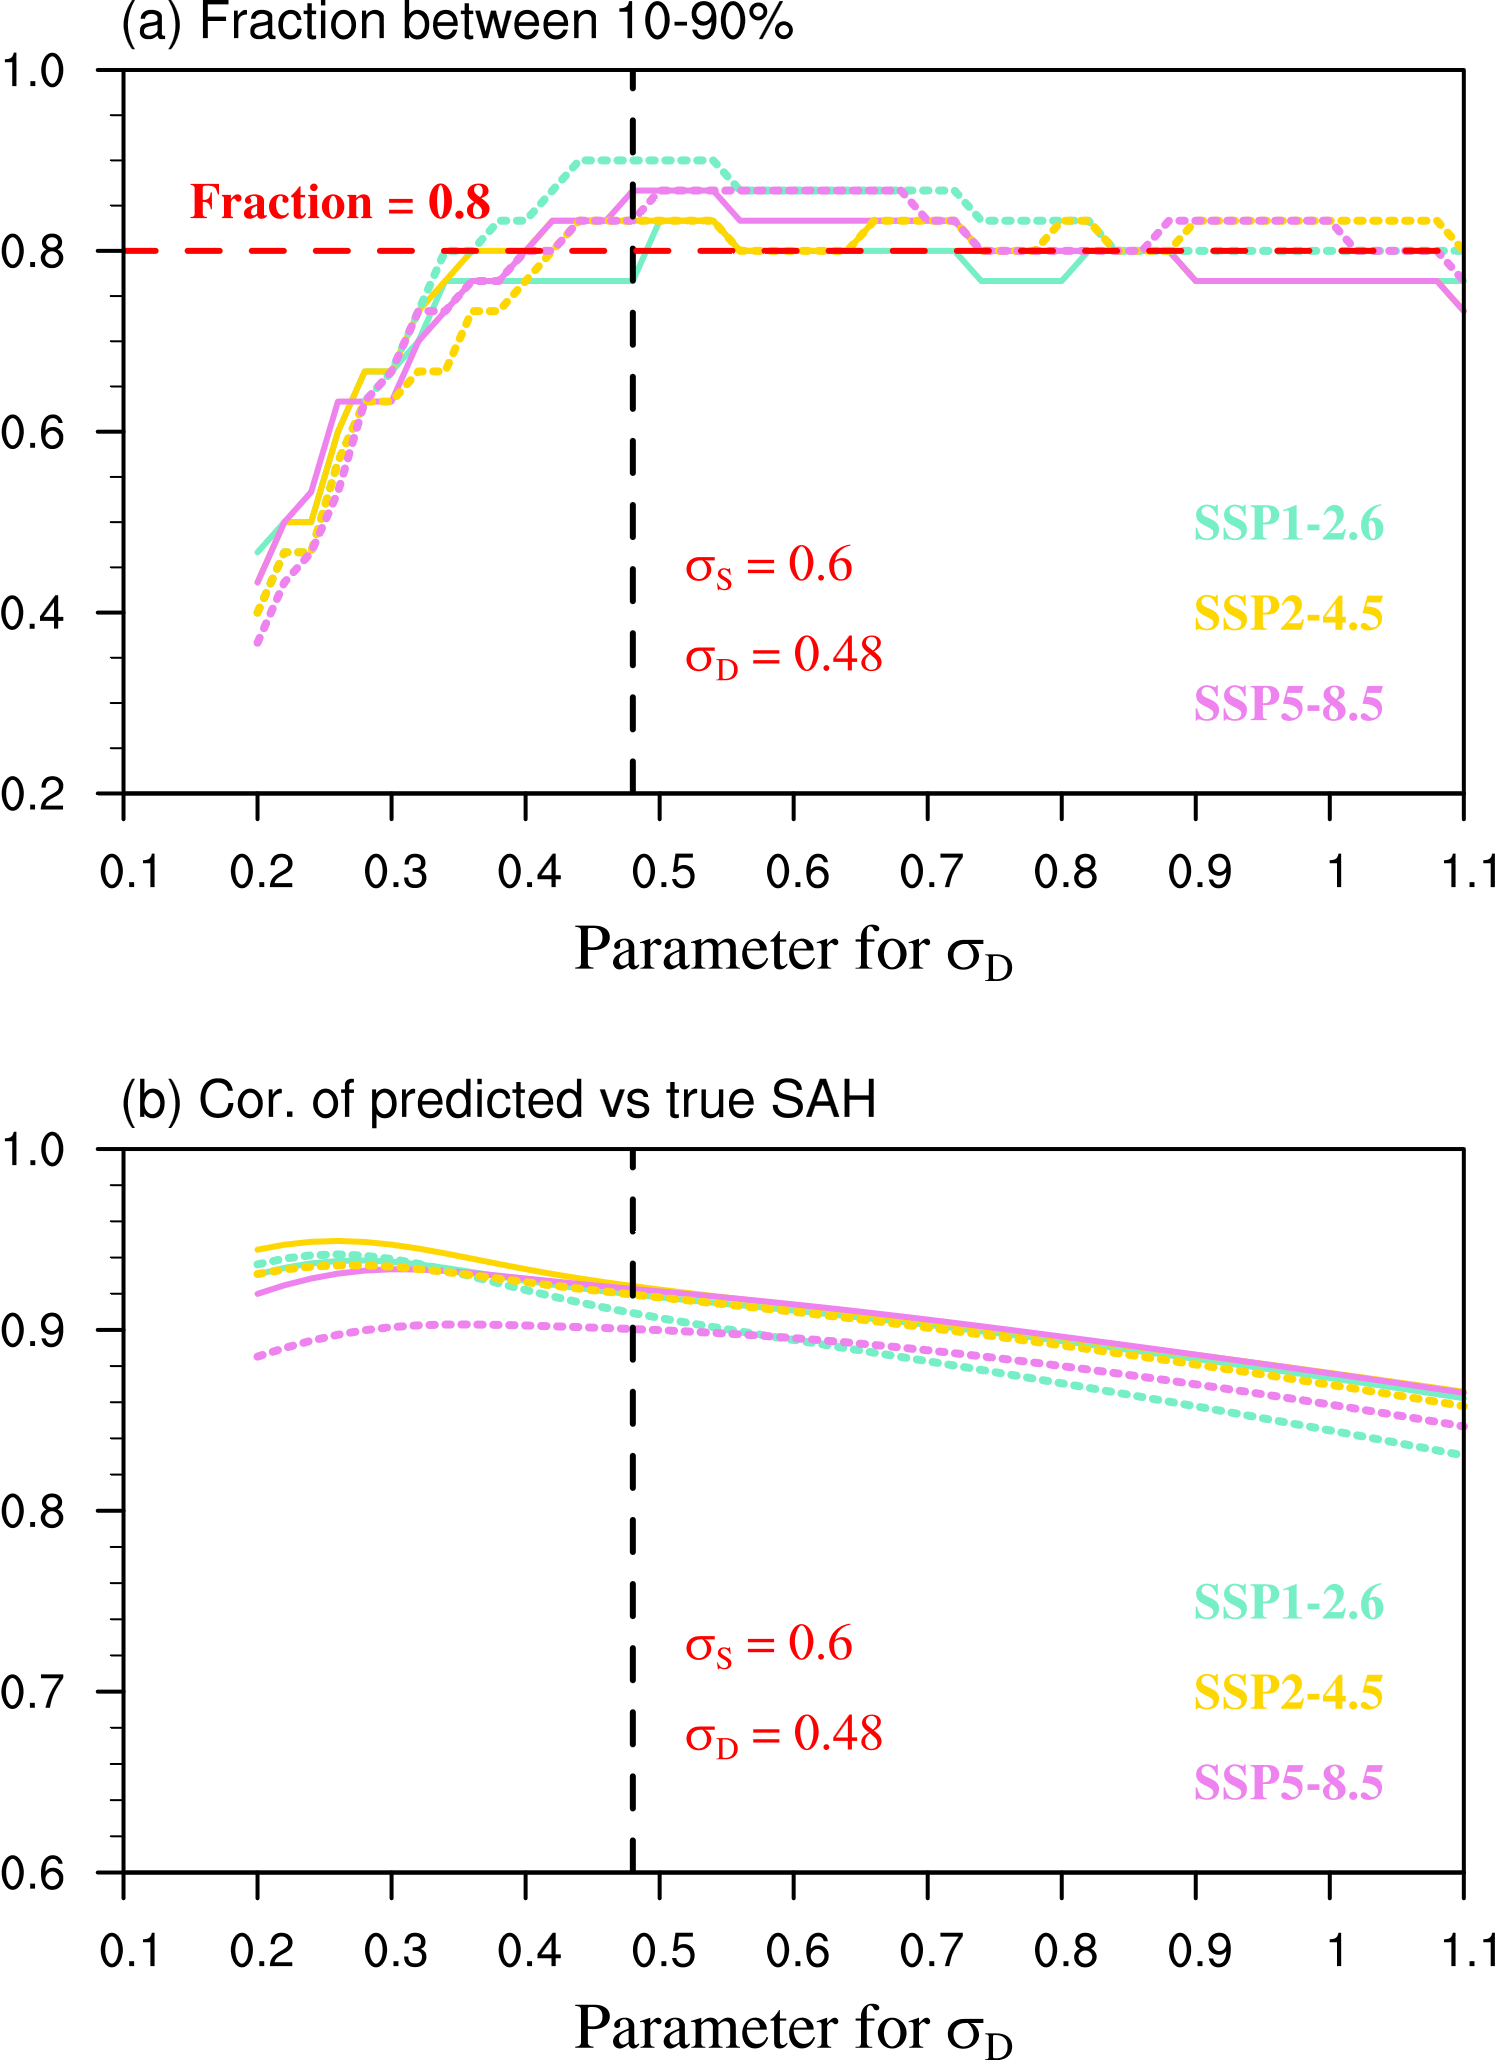 (a) Fraction between 10-90%
1.0
0.8
0.6
0.4
0.2
Fraction = 0.8
σS = 0.6
σD = 0.48
SSP1-2.6
SSP2-4.5
SSP5-8.5
0.1 0.2 0.3 0.4 0.5 0.6 0.7 0.8 0.9 1 1.1
Parameter for σD
(b) Cor. of predicted vs true SAH
1.0
0.9
0.8
0.7
0.6
σS = 0.6
σD = 0.48
SSP1-2.6
SSP2-4.5
SSP5-8.5
0.1 0.2 0.3 0.4 0.5 0.6 0.7 0.8 0.9 1 1.1
Parameter for σD